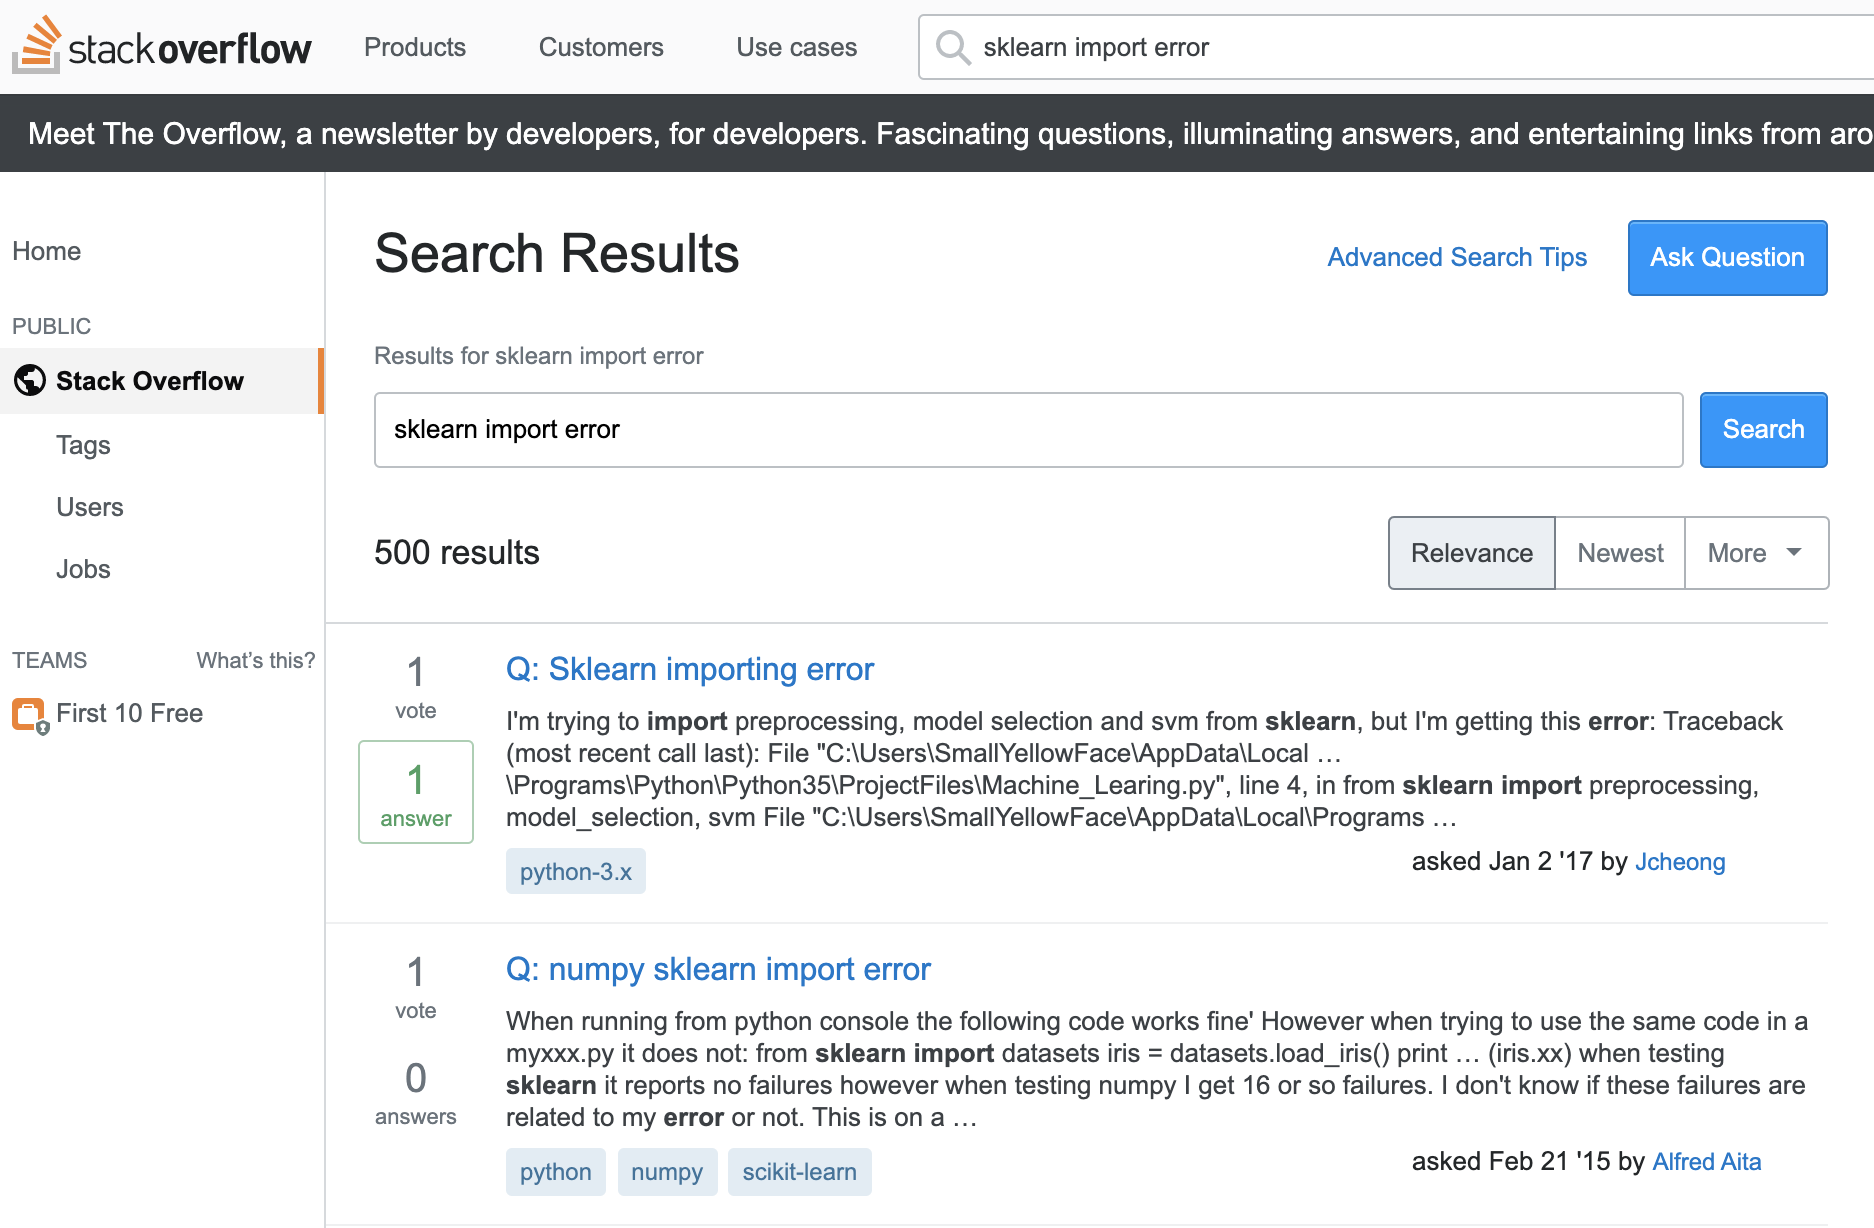 stackoverflow
Products
Customers
Use cases
sklearn import error
Meet The Overflow, a newsletter by developers, for developers. Fascinating questions, illuminating answers, and entertaining links from aro
Home
PUBLIC
Stack Overflow
Tags
Users
Jobs
TEAMS
What's this?
First 10 Free
Search Results
Advanced Search Tips
Ask Question
Results for sklearn import error
sklearn import error
Search
500 results
Relevance
Newest
More
1
vote
1
answer
Q: Sklearn importing error
I'm trying to import preprocessing, model selection and svm from sklearn, but I'm getting this error: Traceback
(most recent call last): File "C:\Users\SmallYellowFace\AppData\Local …
\Programs\Python\Python35\ProjectFiles\Machine_Learing.py", line 4, in from sklearn import preprocessing,
model_selection, svm File "C:\Users\SmallYellowFace\AppData\Local\Programs …
python-3.x
asked Jan 2 '17 by Jcheong
1
vote
0
answers
Q: numpy sklearn import error
When running from python console the following code works fine' However when trying to use the same code in a
myxxx.py it does not: from sklearn import datasets iris = datasets.load_iris() print … (iris.xx) when testing
sklearn it reports no failures however when testing numpy I get 16 or so failures. I don't know if these failures are
related to my error or not. This is on a …
python
numpy
scikit-learn
asked Feb 21 '15 by Alfred Aita